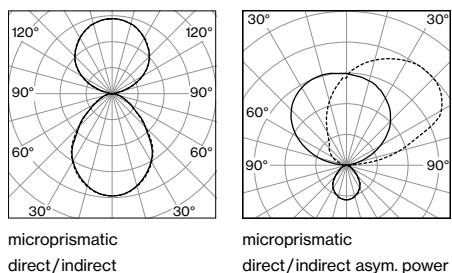 120° 120°
90° 90°
60° 60°
30° 30°
microprismatic
direct/indirect
30° 30°
60°
90° 90°
microprismatic
direct/indirect asym. power